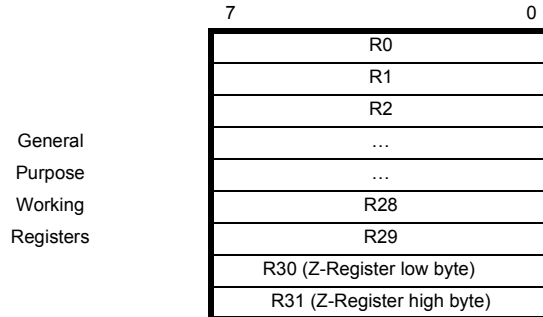 7 0
R0
R1
R2
General …
Purpose …
Working R28
Registers R29
R30 (Z-Register low byte)
R31 (Z-Register high byte)